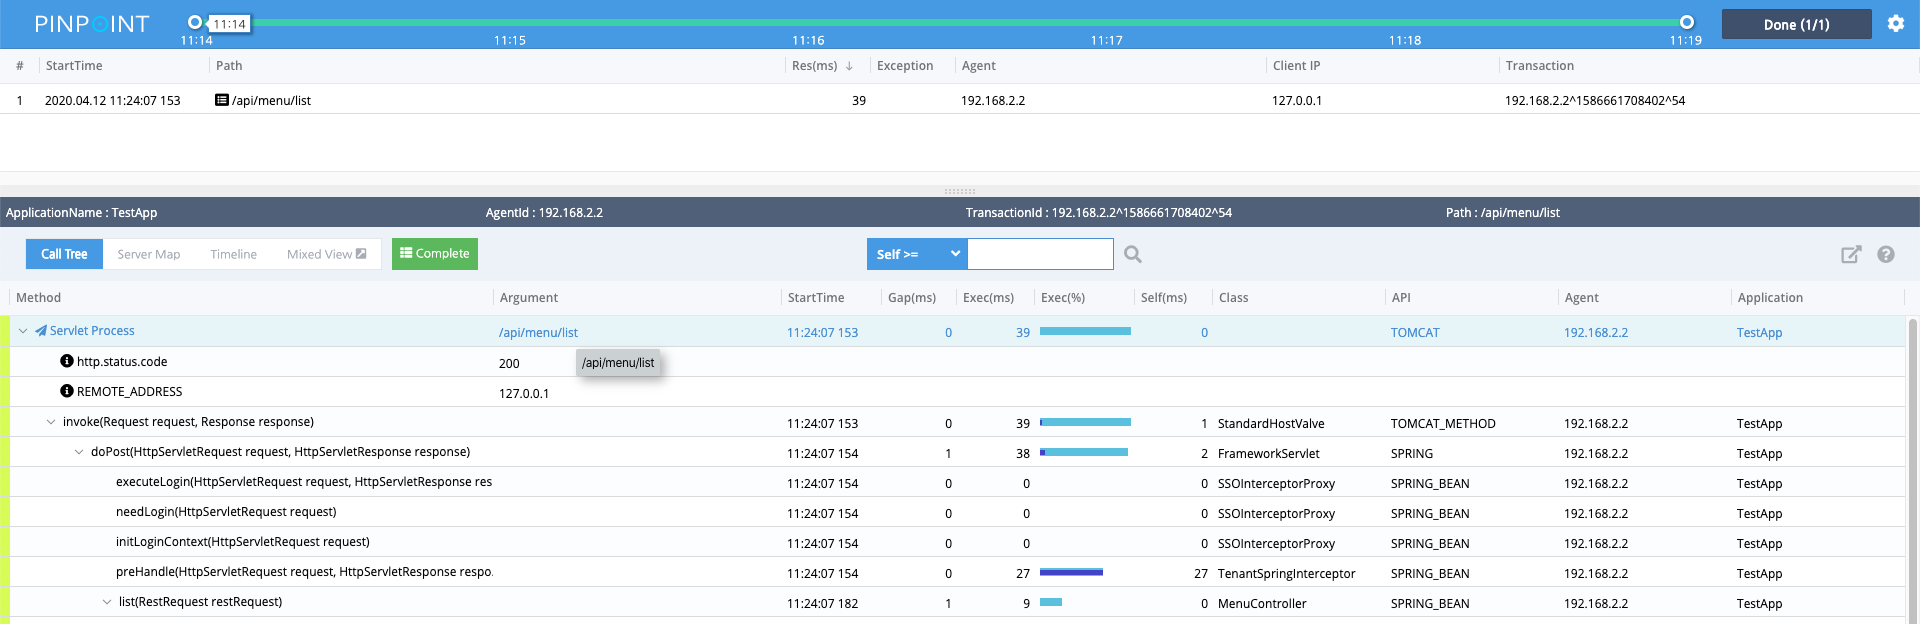 PINPOINT 11:14 Done (1/1)
11:14 11:15 11:16 11:17 11:18 11:19
# StartTime Path Res(ms) ↓ Exception Agent Client IP Transaction
1 2020.04.12 11:24:07 153 /api/menu/list 39 192.168.2.2 127.0.0.1 192.168.2.2^1586661708402^54
ApplicationName : TestApp AgentId : 192.168.2.2 TransactionId : 192.168.2.2^1586661708402^54 Path : /api/menu/list
Call Tree Server Map Timeline Mixed View Complete Self >=
Method Argument StartTime Gap(ms) Exec(ms) Exec(%) Self(ms) Class API Agent Application
Servlet Process /api/menu/list 11:24:07 153 0 39 0 TOMCAT 192.168.2.2 TestApp
http.status.code 200 /api/menu/list
REMOTE_ADDRESS 127.0.0.1
invoke(Request request, Response response) 11:24:07 153 0 39 1 StandardHostValve TOMCAT_METHOD 192.168.2.2 TestApp
doPost(HttpServletRequest request, HttpServletResponse response) 11:24:07 154 1 38 2 FrameworkServlet SPRING 192.168.2.2 TestApp
executeLogin(HttpServletRequest request, HttpServletResponse res 11:24:07 154 0 0 0 SSOInterceptorProxy SPRING_BEAN 192.168.2.2 TestApp
needLogin(HttpServletRequest request) 11:24:07 154 0 0 0 SSOInterceptorProxy SPRING_BEAN 192.168.2.2 TestApp
initLoginContext(HttpServletRequest request) 11:24:07 154 0 0 0 SSOInterceptorProxy SPRING_BEAN 192.168.2.2 TestApp
preHandle(HttpServletRequest request, HttpServletResponse respo. 11:24:07 154 0 27 27 TenantSpringInterceptor SPRING_BEAN 192.168.2.2 TestApp
list(RestRequest restRequest) 11:24:07 182 1 9 0 MenuController SPRING_BEAN 192.168.2.2 TestApp